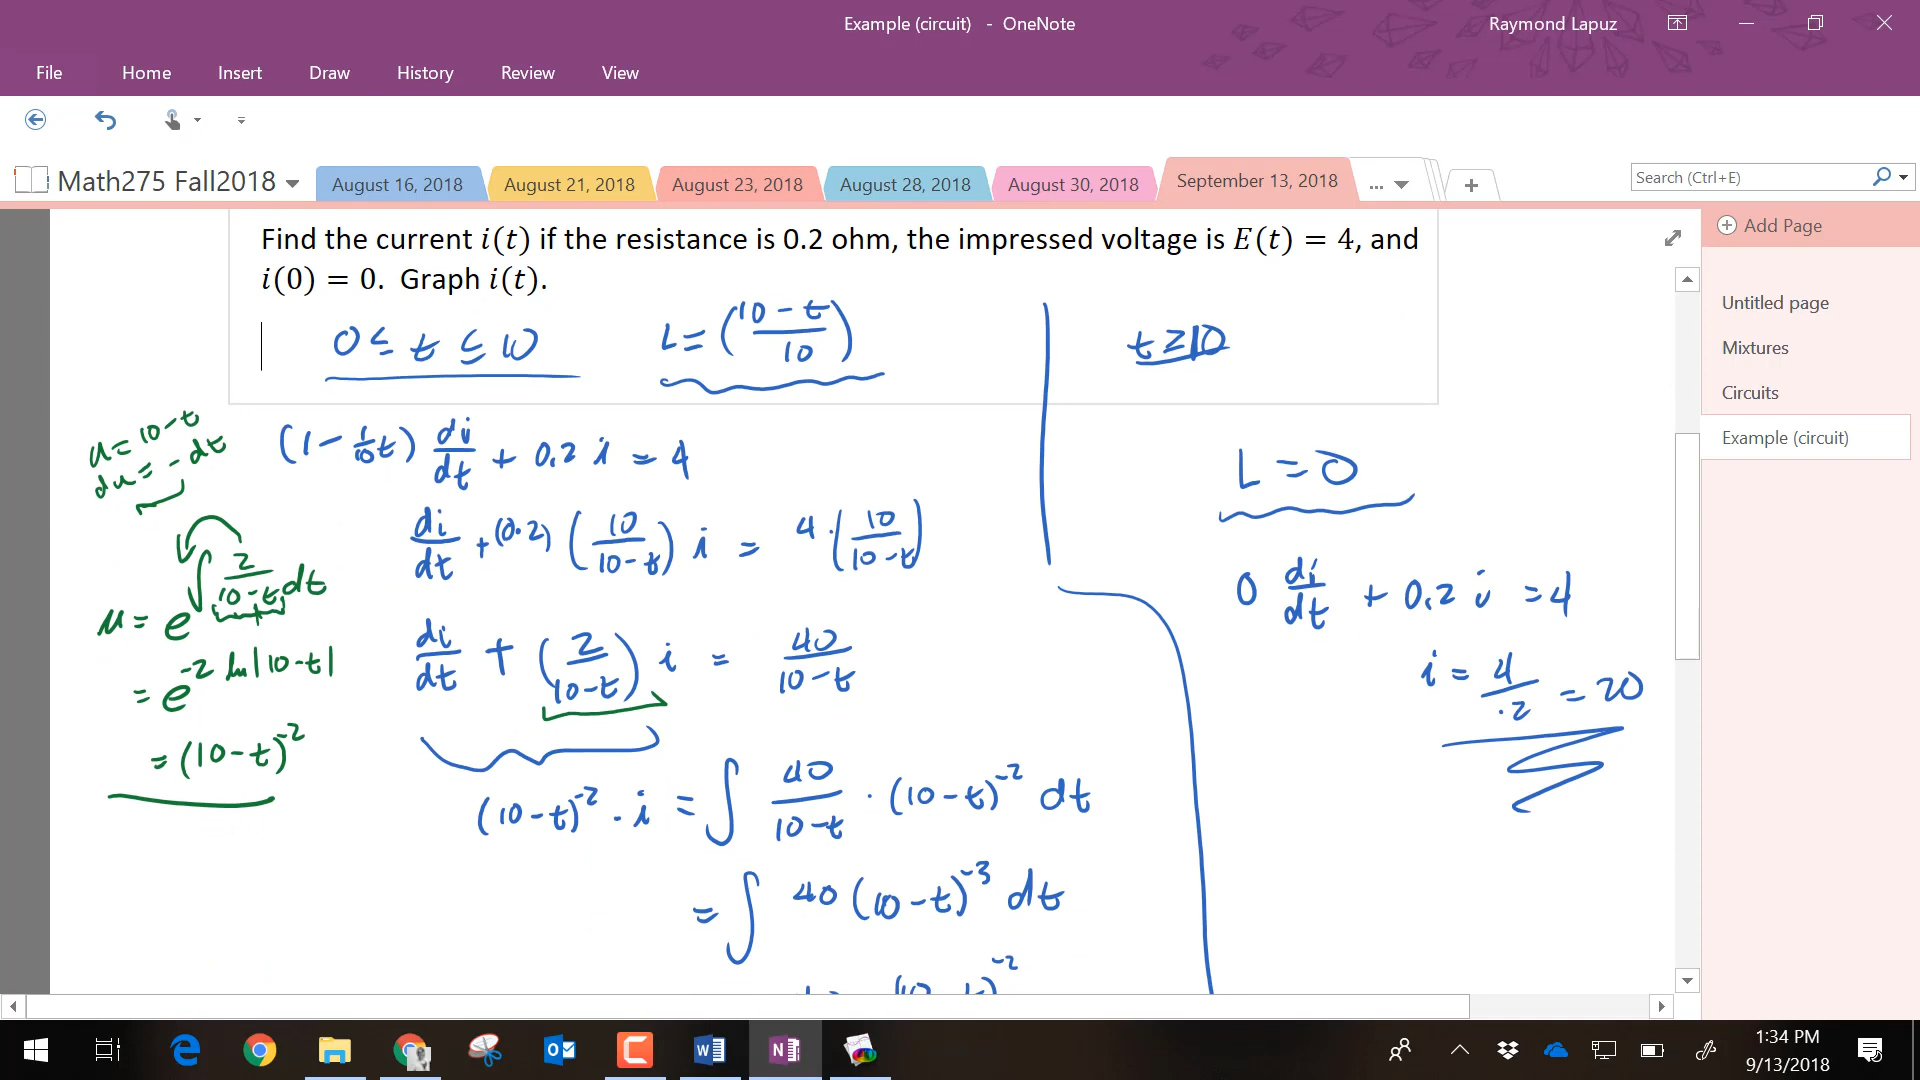 Example (circuit) - OneNote
Raymond Lapuz
File Home Insert Draw History Review View
Math275 Fall2018
August 16, 2018 August 21, 2018 August 23, 2018 August 28, 2018 August 30, 2018 September 13, 2018 ... +
Search (Ctrl+E)
Add Page
Untitled page
Mixtures
Circuits
Example (circuit)
Find the current i(t) if the resistance is 0.2 ohm, the impressed voltage is E(t) = 4, and
i(0) = 0. Graph i(t).
0 ≤ t ≤ 10 L = ((10 - t)/10)
(1 - 1/10 t) di/dt + 0.2 i = 4
di/dt + (0.2) (10/(10-t)) i = 4 · (10/(10-t))
di/dt + (2/(10-t)) i = 40/(10-t)
(10-t)^-2 · i = ∫ 40/(10-t) · (10-t)^-2 dt
= ∫ 40 (10-t)^-3 dt
u = 10-t
du = -dt
μ = e^∫ 2/(10-t) dt
= e^-2 ln|10-t|
= (10-t)^-2
t ≥ 10
L = 0
0 di/dt + 0.2 i = 4
i = 4/.2 = 20
1:34 PM
9/13/2018